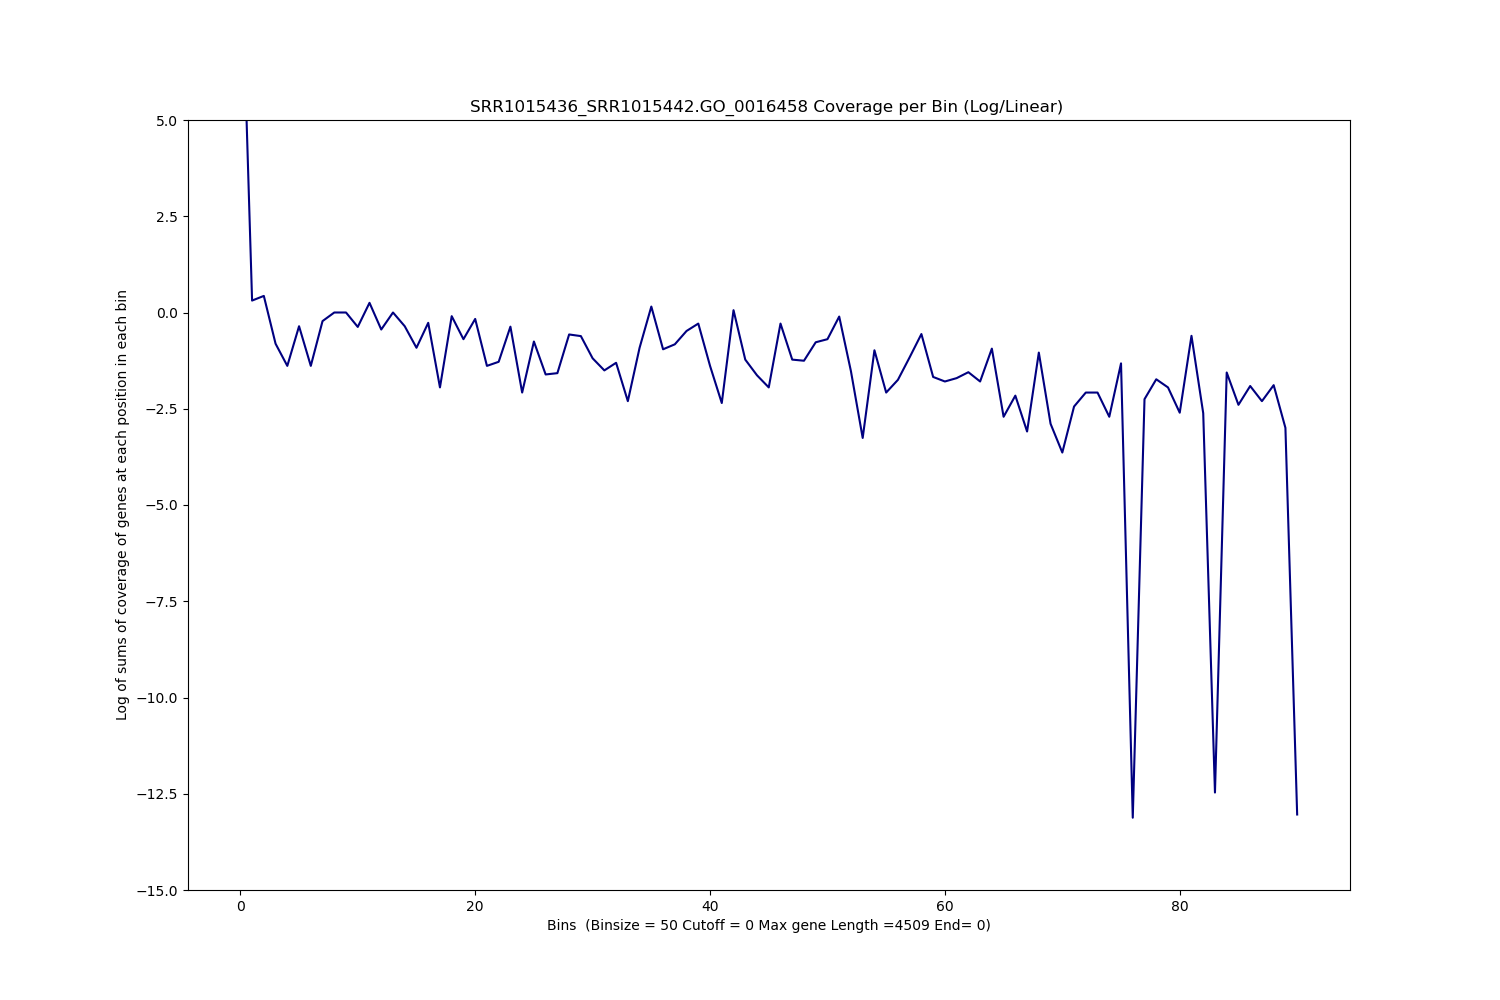 SRR1015436_SRR1015442.GO_0016458 Coverage per Bin (Log/Linear)
5.0
2.5
0.0
−2.5
−5.0
−7.5
−10.0
−12.5
−15.0
Log of sums of coverage of genes at each position in each bin
0 20 40 60 80
Bins  (Binsize = 50 Cutoff = 0 Max gene Length =4509 End= 0)